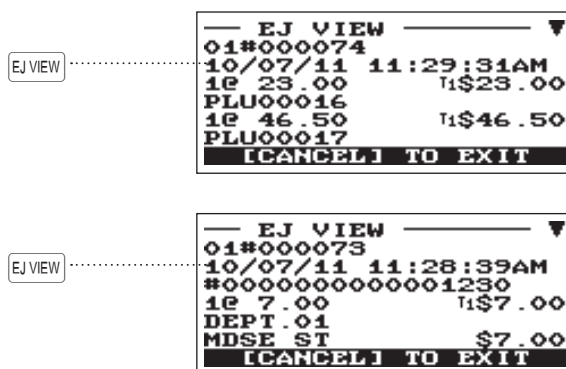 EJ VIEW
— EJ VIEW — ▼
01#000074
10/07/11 11:29:31AM
1@ 23.00 T1$23.00
PLU00016
1@ 46.50 T1$46.50
PLU00017
[CANCEL] TO EXIT
EJ VIEW
— EJ VIEW — ▼
01#000073
10/07/11 11:28:39AM
#0000000000001230
1@ 7.00 T1$7.00
DEPT.01
MDSE ST $7.00
[CANCEL] TO EXIT